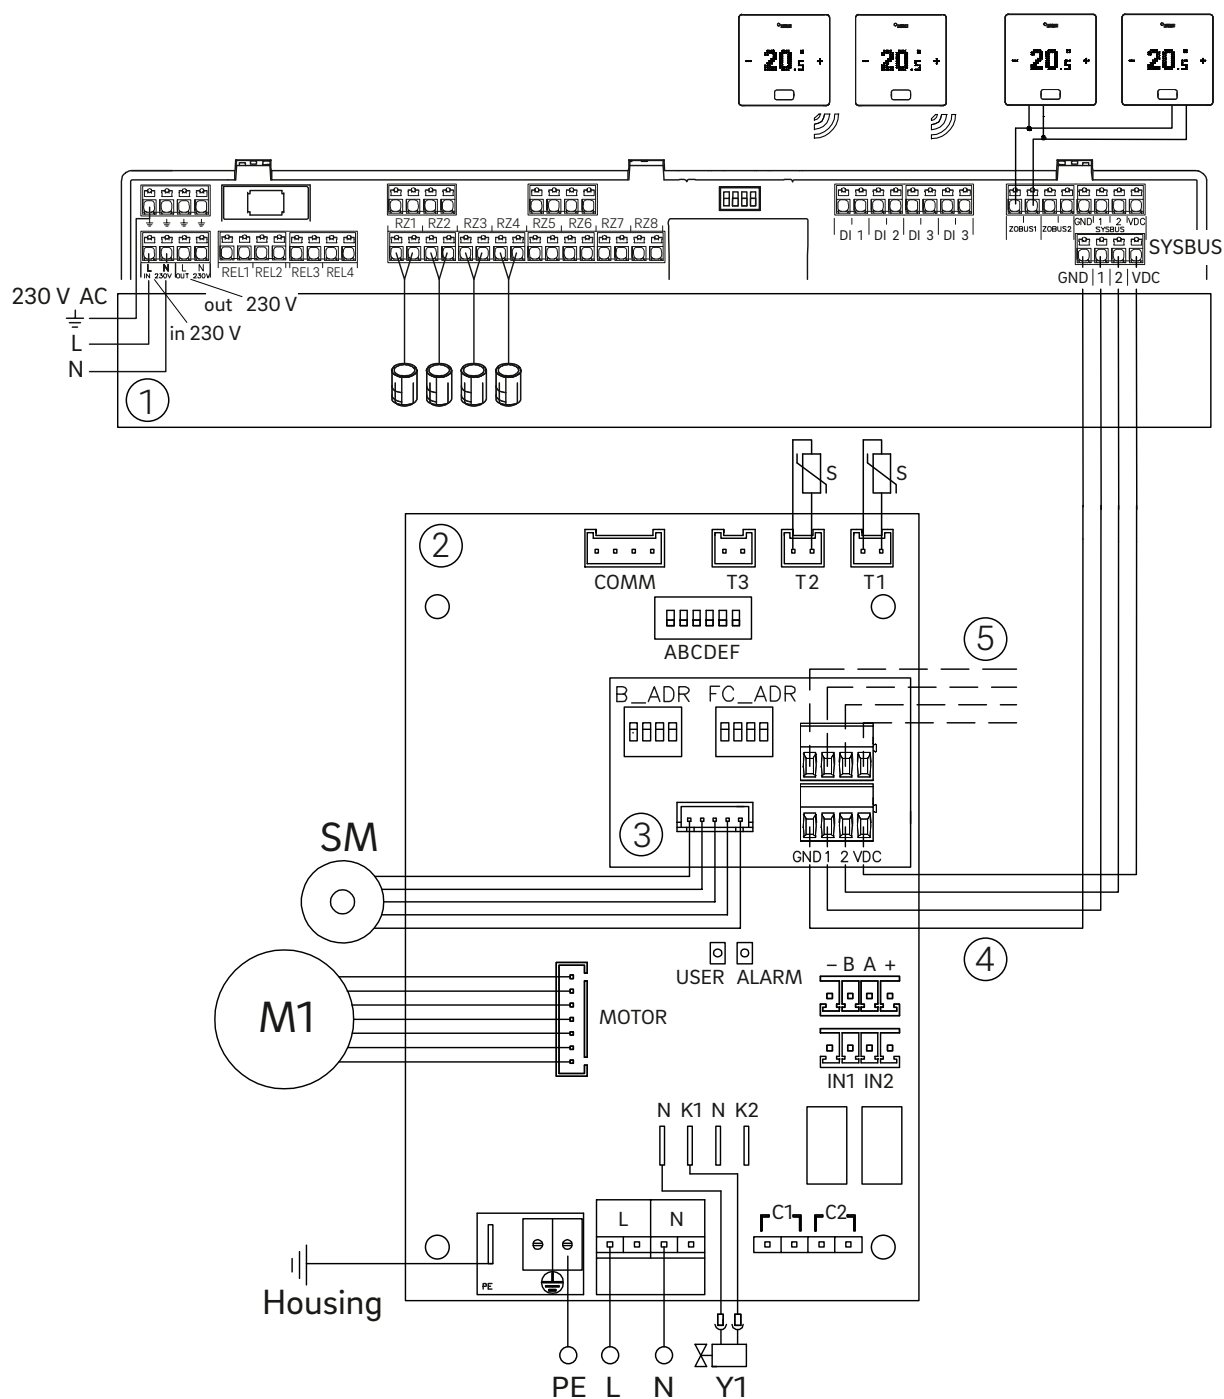 - 20.5 +
- 20.5 +
- 20.5 +
- 20.5 +
RZ1 RZ2 RZ3 RZ4 RZ5 RZ6 RZ7 RZ8
DI 1 DI 2 DI 3 DI 3
ZOBUS1 ZOBUS2
GND 1 2 VDC
SYSBUS
SYSBUS
REL1 REL2 REL3 REL4
L N L N
IN 230V OUT 230V
GND 1 2 VDC
230 V AC
out 230 V
in 230 V
L
N
1
S
S
2
COMM
T3
T2
T1
ABCDEF
5
B_ADR FC_ADR
3
GND 1 2 VDC
SM
4
USER ALARM
– B A +
M1
MOTOR
IN1 IN2
N K1 N K2
L N
C1 C2
PE
Housing
PE L N Y1